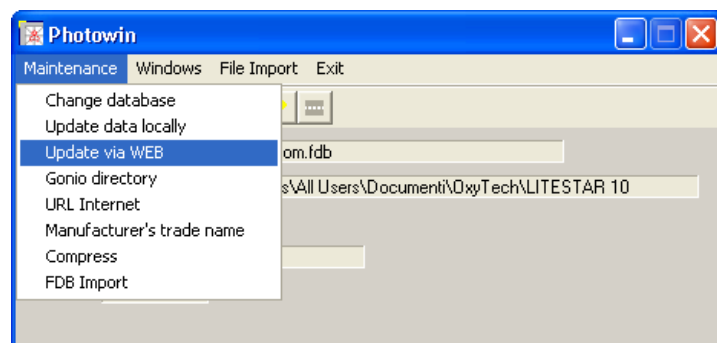 Photowin
Maintenance Windows File Import Exit
Change database
Update data locally
Update via WEB
om.fdb
Gonio directory
s\All Users\Documenti\OxyTech\LITESTAR 10
URL Internet
Manufacturer's trade name
Compress
FDB Import